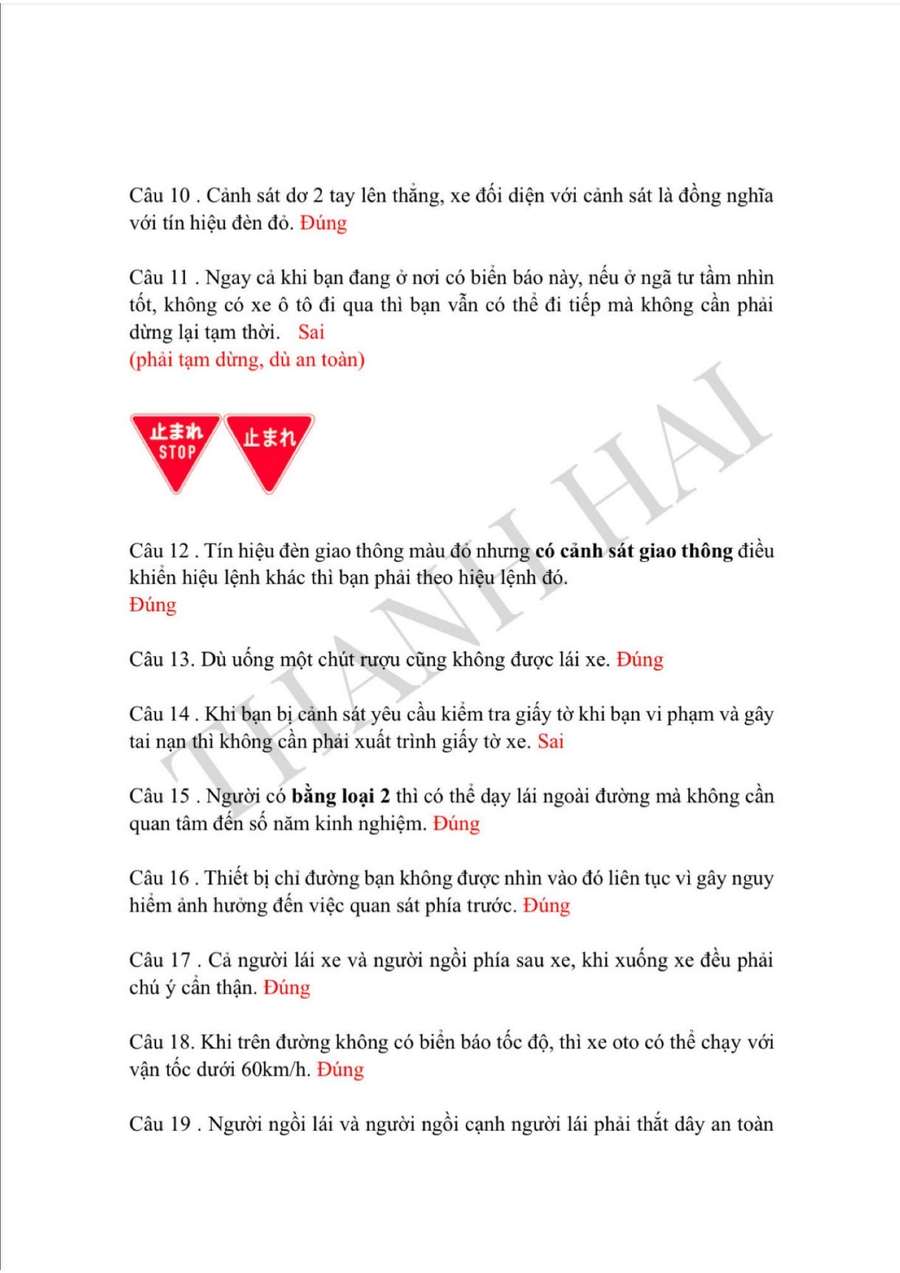 Câu 10 . Cảnh sát dơ 2 tay lên thẳng, xe đối diện với cảnh sát là đồng nghĩa
với tín hiệu đèn đỏ. Đúng
Câu 11 . Ngay cả khi bạn đang ở nơi có biển báo này, nếu ở ngã tư tầm nhìn
tốt, không có xe ô tô đi qua thì bạn vẫn có thể đi tiếp mà không cần phải
dừng lại tạm thời. Sai
(phải tạm dừng, dù an toàn)
止まれ 止まれ
STOP
THANH HAI
Câu 12 . Tín hiệu đèn giao thông màu đỏ nhưng có cảnh sát giao thông điều
khiển hiệu lệnh khác thì bạn phải theo hiệu lệnh đó.
Đúng
Câu 13. Dù uống một chút rượu cũng không được lái xe. Đúng
Câu 14 . Khi bạn bị cảnh sát yêu cầu kiểm tra giấy tờ khi bạn vi phạm và gây
tai nạn thì không cần phải xuất trình giấy tờ xe. Sai
Câu 15 . Người có bằng loại 2 thì có thể dạy lái ngoài đường mà không cần
quan tâm đến số năm kinh nghiệm. Đúng
Câu 16 . Thiết bị chỉ đường bạn không được nhìn vào đó liên tục vì gây nguy
hiểm ảnh hưởng đến việc quan sát phía trước. Đúng
Câu 17 . Cả người lái xe và người ngồi phía sau xe, khi xuống xe đều phải
chú ý cẩn thận. Đúng
Câu 18. Khi trên đường không có biển báo tốc độ, thì xe oto có thể chạy với
vận tốc dưới 60km/h. Đúng
Câu 19 . Người ngồi lái và người ngồi cạnh người lái phải thắt dây an toàn